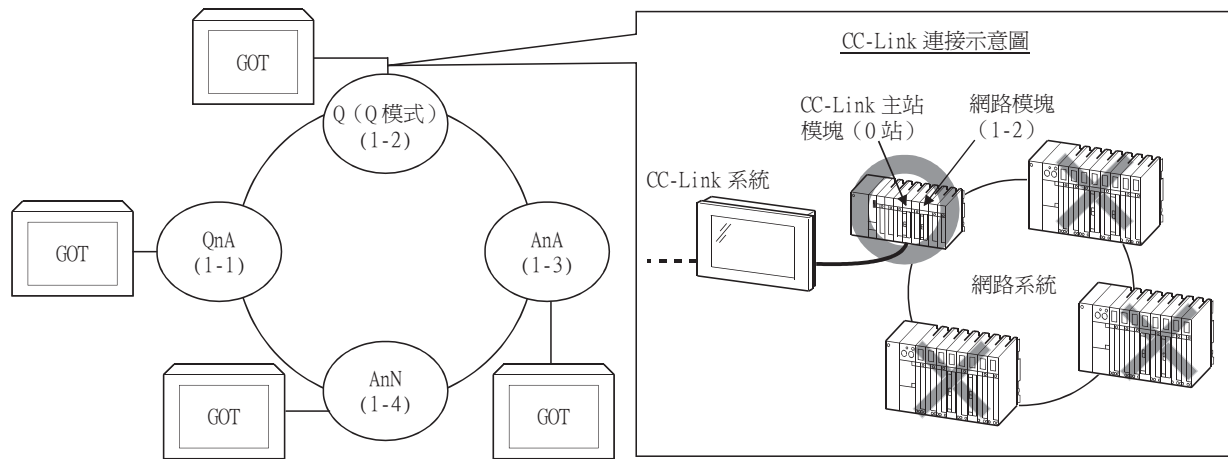 GOT
Q（Q 模式）
(1-2)
GOT
QnA
(1-1)
AnA
(1-3)
GOT
AnN
(1-4)
GOT
CC-Link 連接示意圖
CC-Link 主站
模塊（0 站）
網路模塊
（1-2）
CC-Link 系統
網路系統